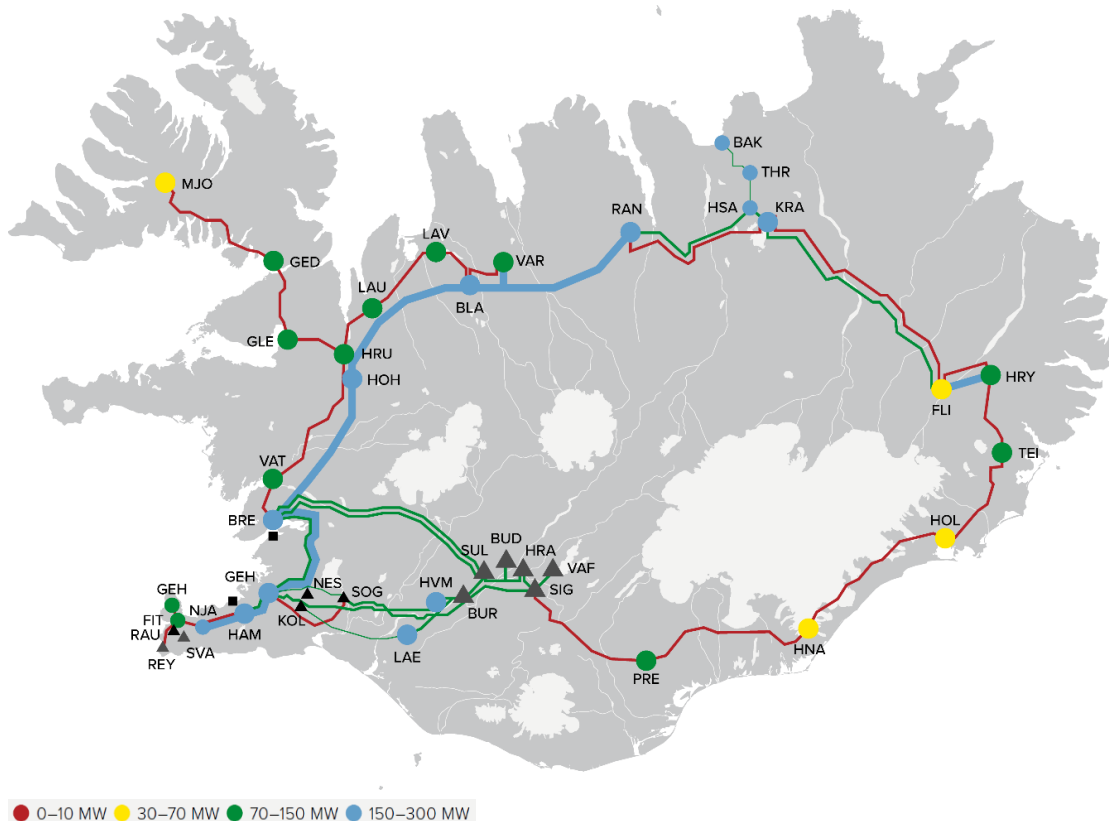 BAK
THR
MJO
HSA
KRA
RAN
LAV
VAR
GED
BLA
LAU
GLE
HRU
HOH
HRY
FLI
VAT
TEI
BRE
HOL
BUD
HRA
SUL
VAF
GEH
NES
SOG
HVM
SIG
GEH
BUR
FIT
NJA
KOL
RAU
HAM
SVA
LAE
REY
HNA
PRE
0–10 MW 30–70 MW 70–150 MW 150–300 MW